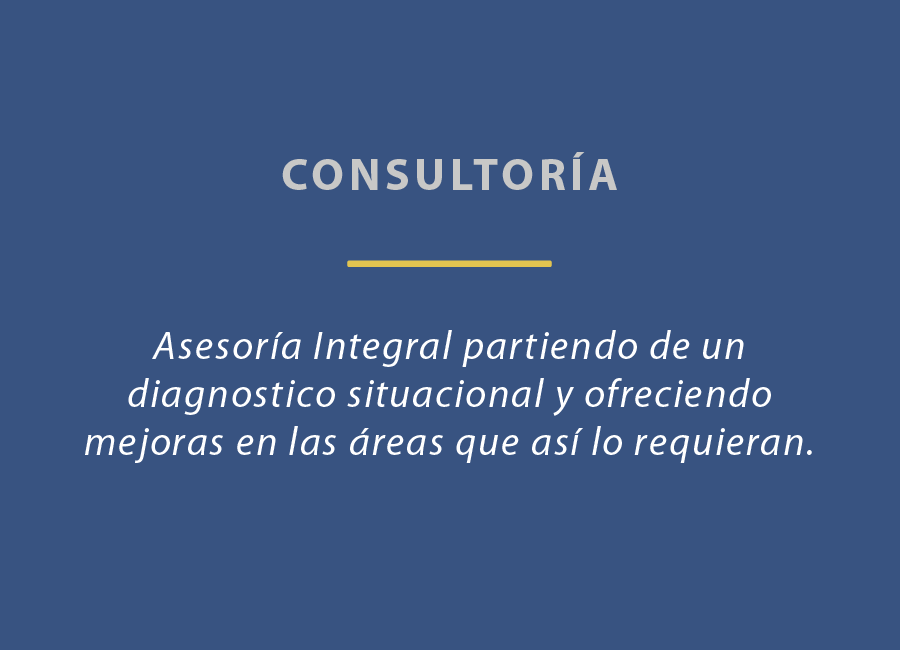 CONSULTORÍA
Asesoría Integral partiendo de un
diagnostico situacional y ofreciendo
mejoras en las áreas que así lo requieran.